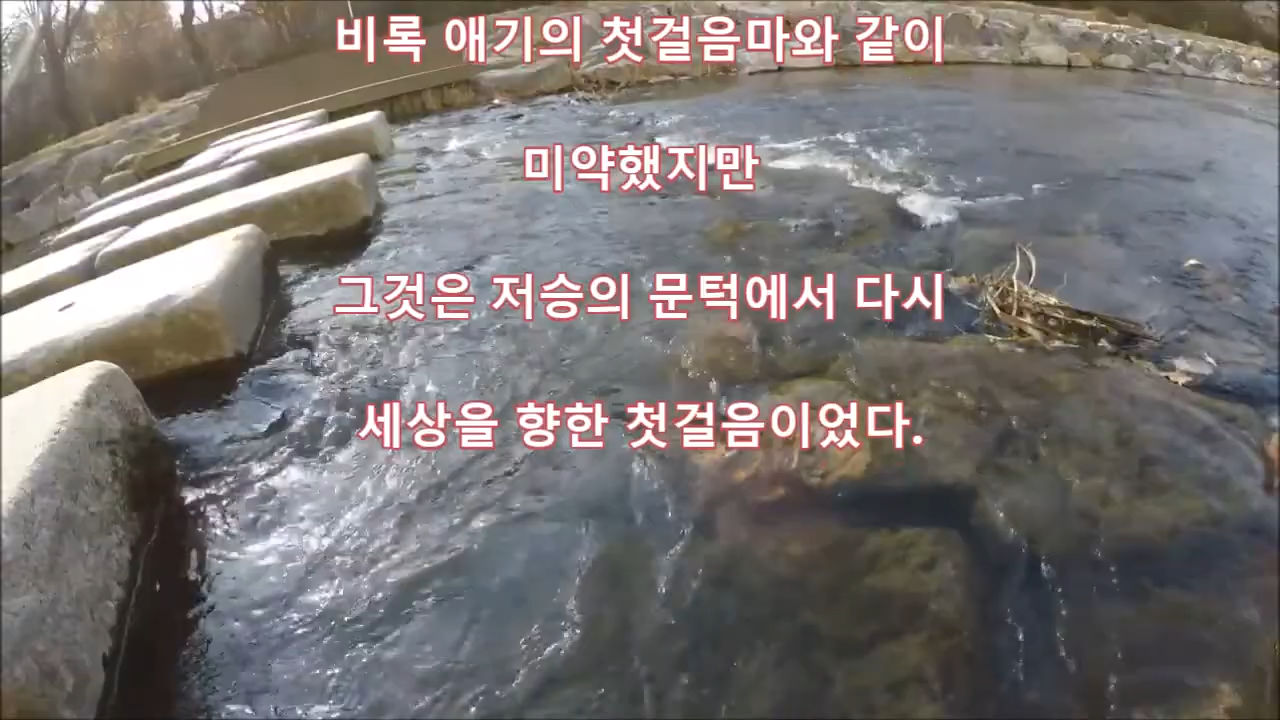 비록 애기의 첫걸음마와 같이
미약했지만
그것은 저승의 문턱에서 다시
세상을 향한 첫걸음이었다.